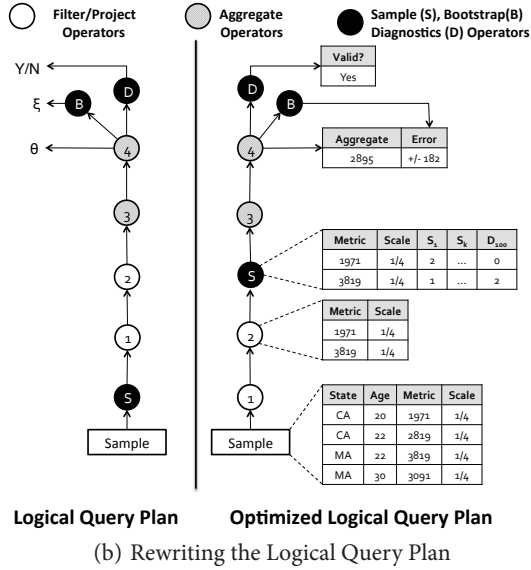 Filter/Project
Operators
Aggregate
Operators
Sample (S), Bootstrap(B)
Diagnostics (D) Operators
Y/N
D
ξ
B
θ
4
3
2
1
S
Sample
Logical Query Plan
Valid?
Yes
D
B
4
Aggregate Error
2895 +/- 182
3
S
Metric Scale S1 Sk D100
1971 1/4 2 ... 0
3819 1/4 1 ... 2
2
Metric Scale
1971 1/4
3819 1/4
1
Sample
State Age Metric Scale
CA 20 1971 1/4
CA 22 2819 1/4
MA 22 3819 1/4
MA 30 3091 1/4
Optimized Logical Query Plan
(b) Rewriting the Logical Query Plan